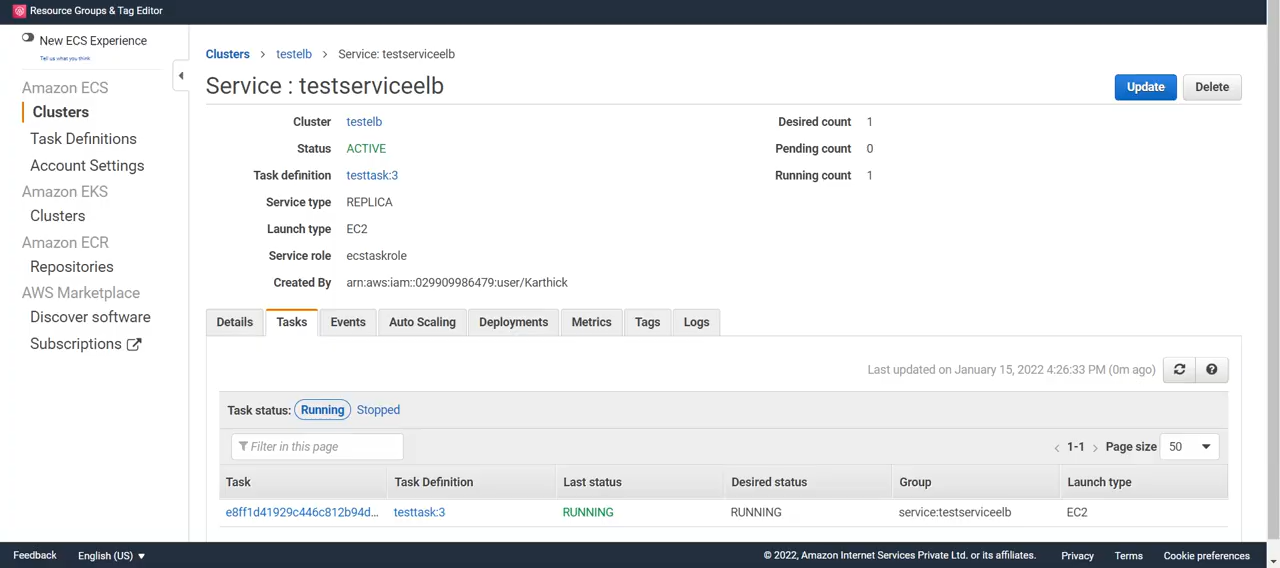 Resource Groups & Tag Editor
New ECS Experience
Tell us what you think
Amazon ECS
Clusters
Task Definitions
Account Settings
Amazon EKS
Clusters
Amazon ECR
Repositories
AWS Marketplace
Discover software
Subscriptions
Clusters > testelb > Service: testserviceelb
Service : testserviceelb
Update Delete
Cluster testelb
Status ACTIVE
Task definition testtask:3
Service type REPLICA
Launch type EC2
Service role ecstaskrole
Created By arn:aws:iam::029909986479:user/Karthick
Desired count 1
Pending count 0
Running count 1
Details Tasks Events Auto Scaling Deployments Metrics Tags Logs
Last updated on January 15, 2022 4:26:33 PM (0m ago)
Task status: Running Stopped
Filter in this page
< 1-1 > Page size 50
Task Task Definition Last status Desired status Group Launch type
e8ff1d41929c446c812b94d... testtask:3 RUNNING RUNNING service:testserviceelb EC2
Feedback English (US) © 2022, Amazon Internet Services Private Ltd. or its affiliates. Privacy Terms Cookie preferences